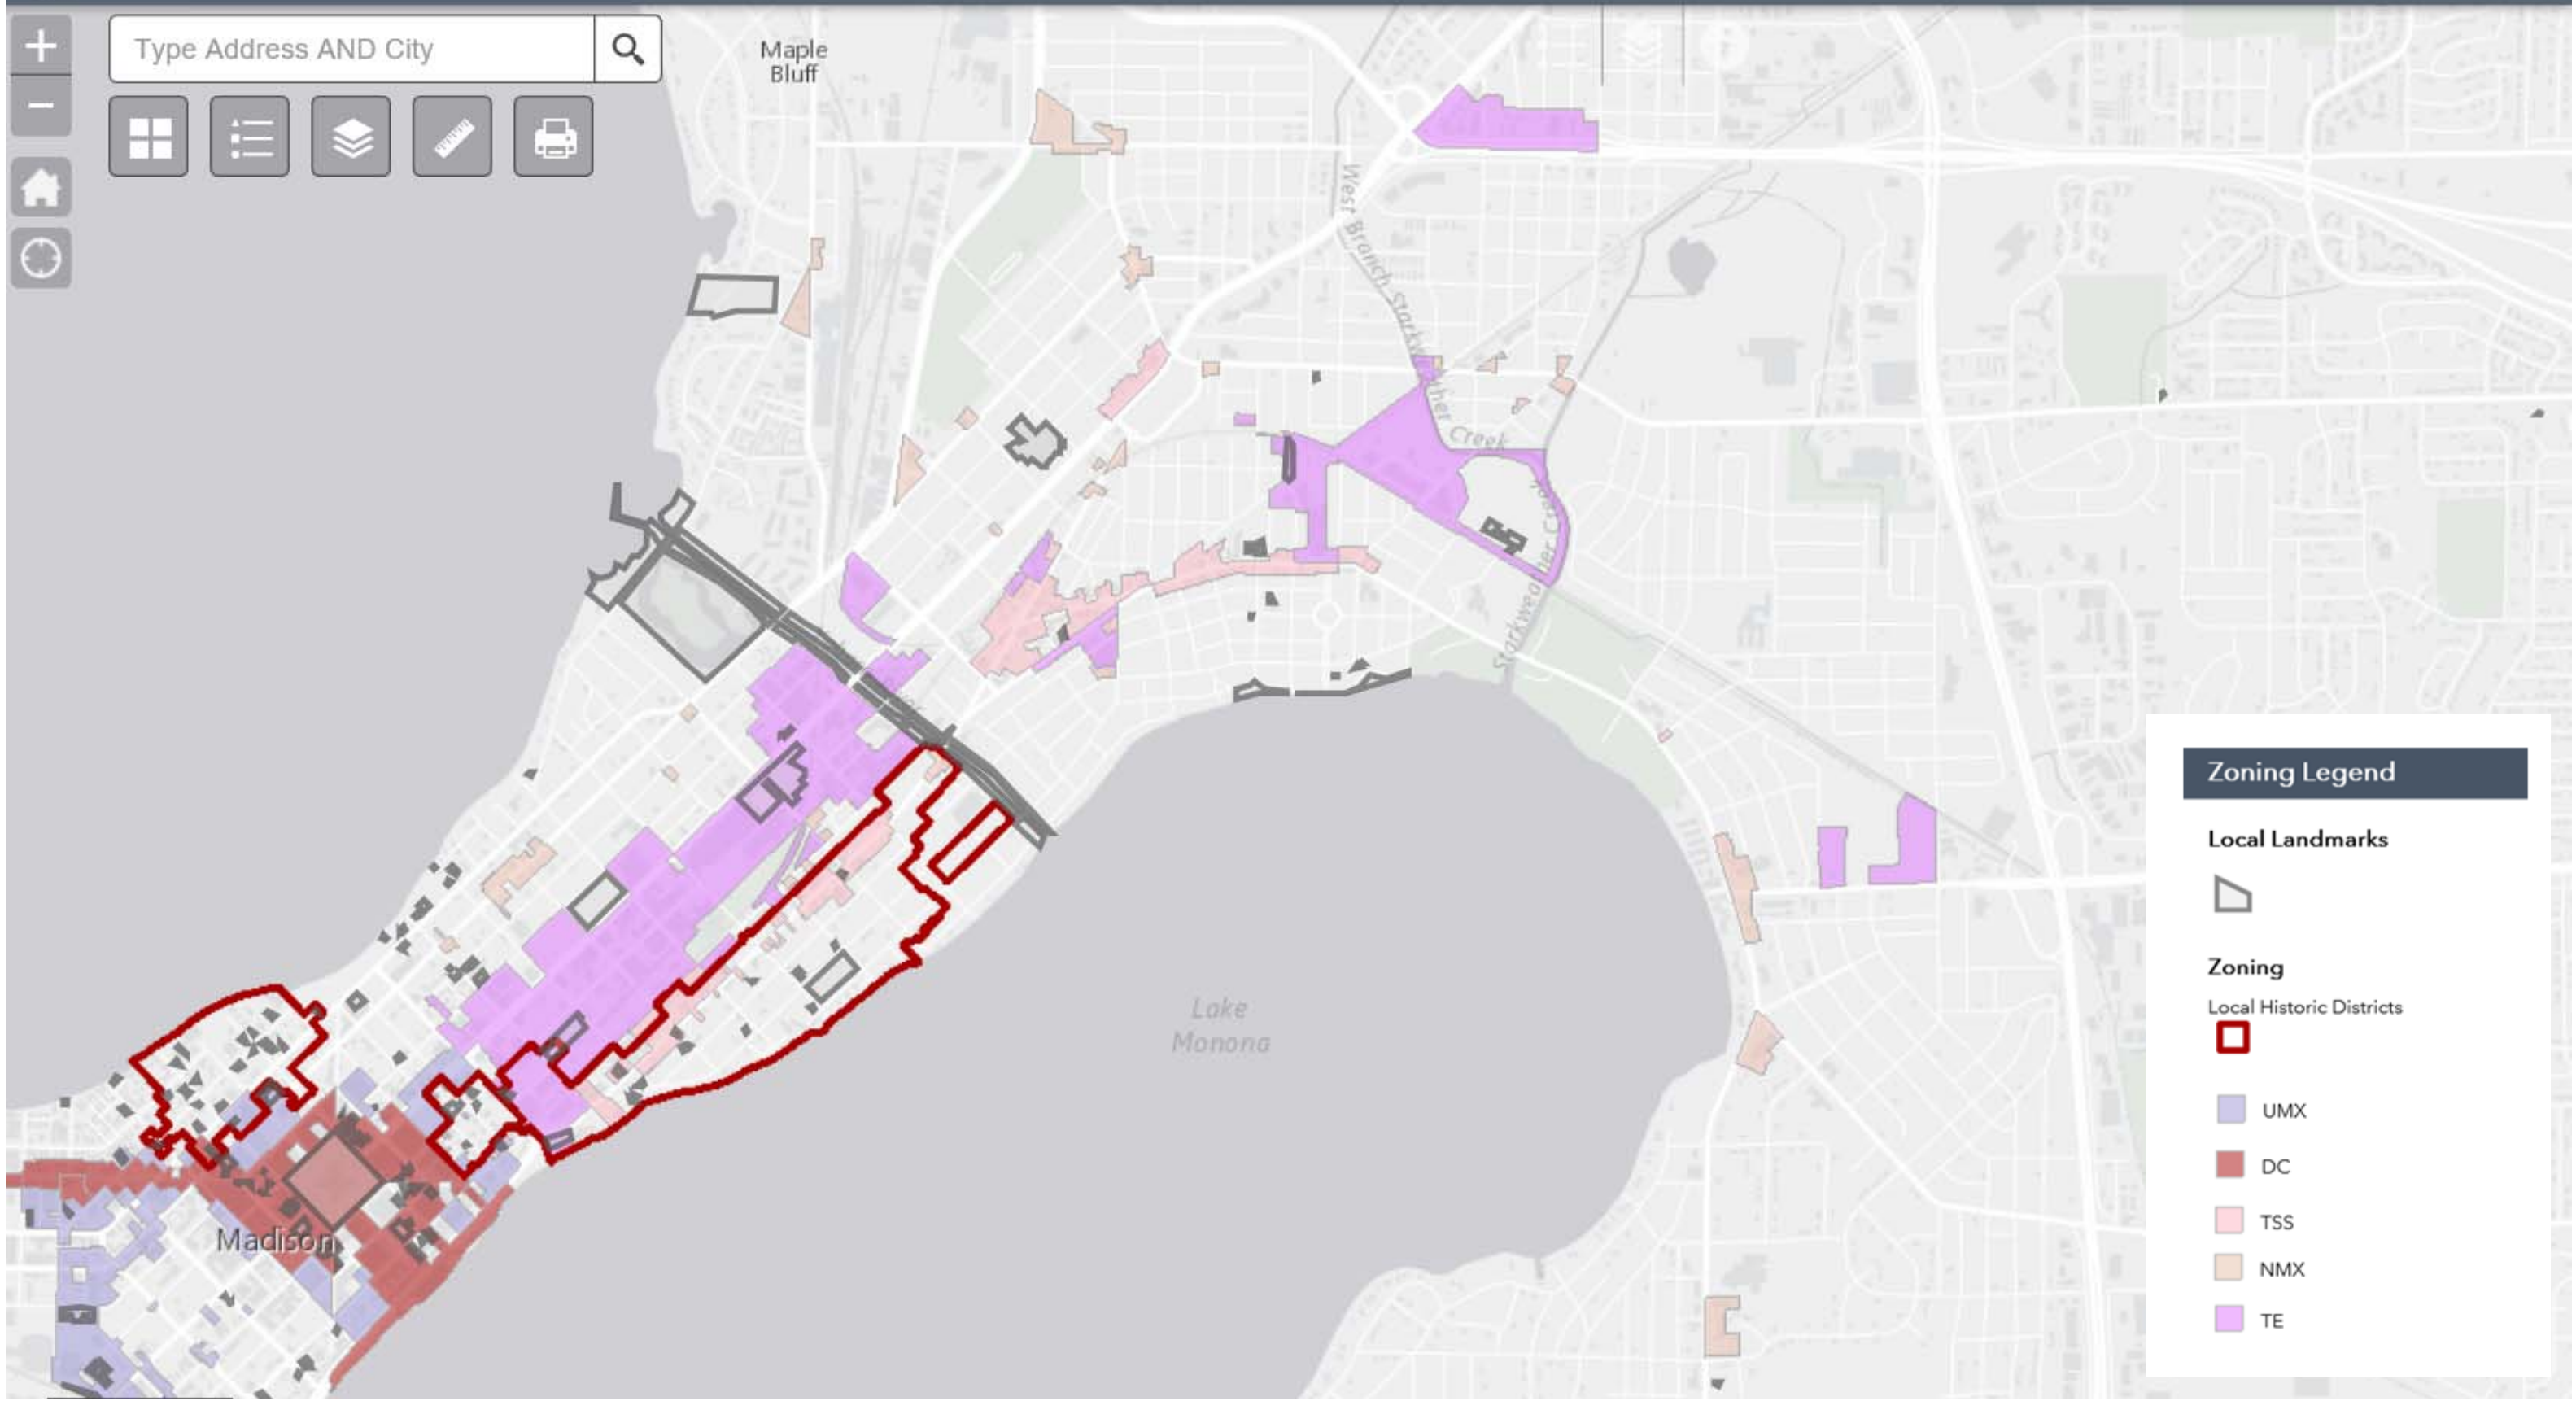 Type Address AND City
Maple
Bluff
West Branch Starkweather Creek
Starkweather Creek
Lake
Monona
Madison
Zoning Legend
Local Landmarks
Zoning
Local Historic Districts
UMX
DC
TSS
NMX
TE